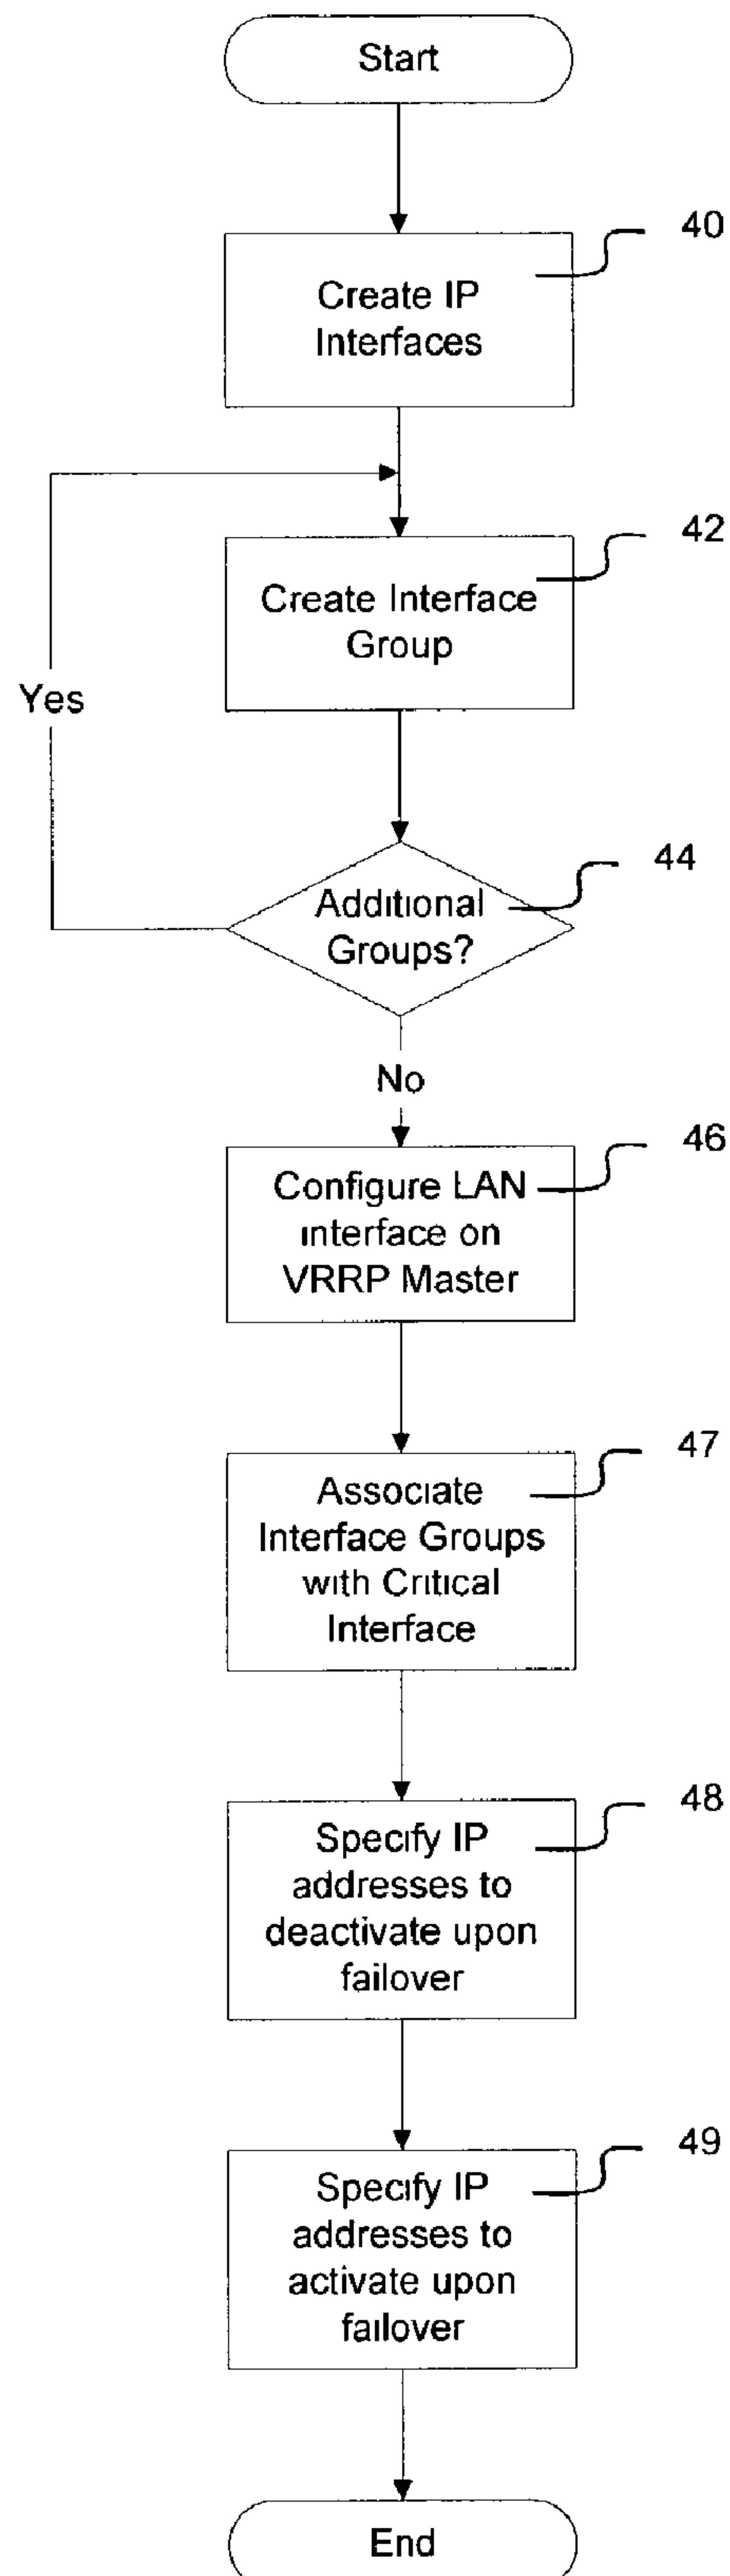 Start
40
Create IP
Interfaces
42
Create Interface
Group
Yes
44
Additional
Groups?
No
46
Configure LAN
interface on
VRRP Master
47
Associate
Interface Groups
with Critical
Interface
48
Specify IP
addresses to
deactivate upon
failover
49
Specify IP
addresses to
activate upon
failover
End